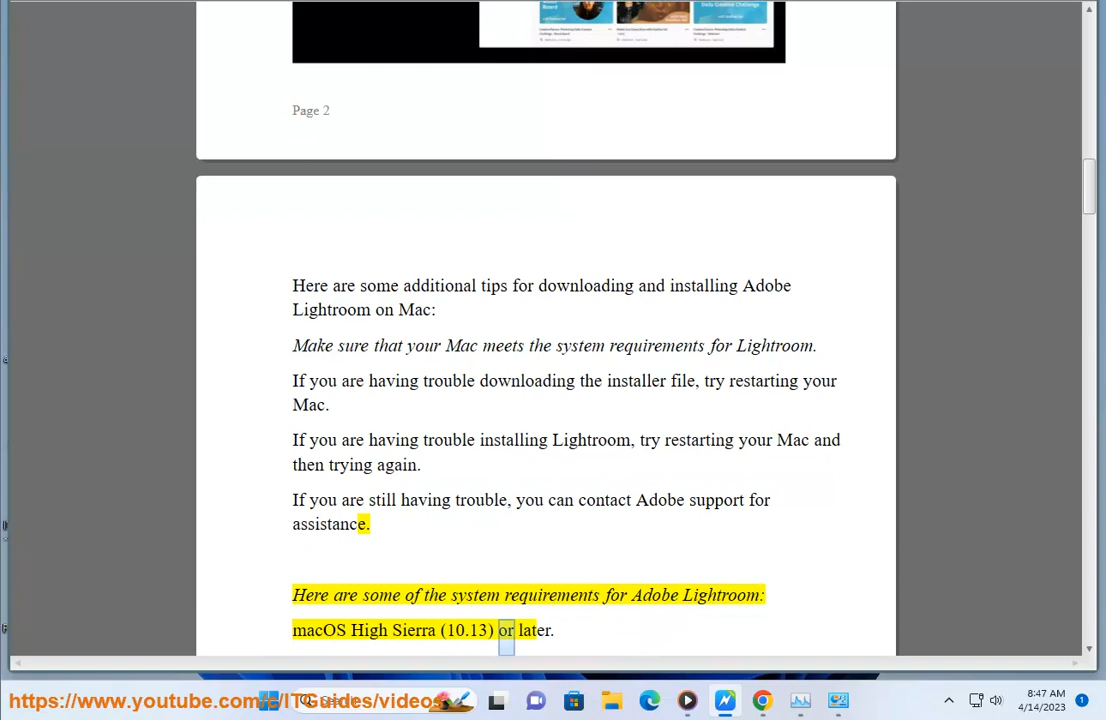 Board
Daily Creative Challenge
Page 2
Here are some additional tips for downloading and installing Adobe
Lightroom on Mac:
Make sure that your Mac meets the system requirements for Lightroom.
If you are having trouble downloading the installer file, try restarting your
Mac.
If you are having trouble installing Lightroom, try restarting your Mac and
then trying again.
If you are still having trouble, you can contact Adobe support for
assistance.
Here are some of the system requirements for Adobe Lightroom:
macOS High Sierra (10.13) or later.
https://www.youtube.com/c/ITGuides/videos
8:47 AM
4/14/2023
1